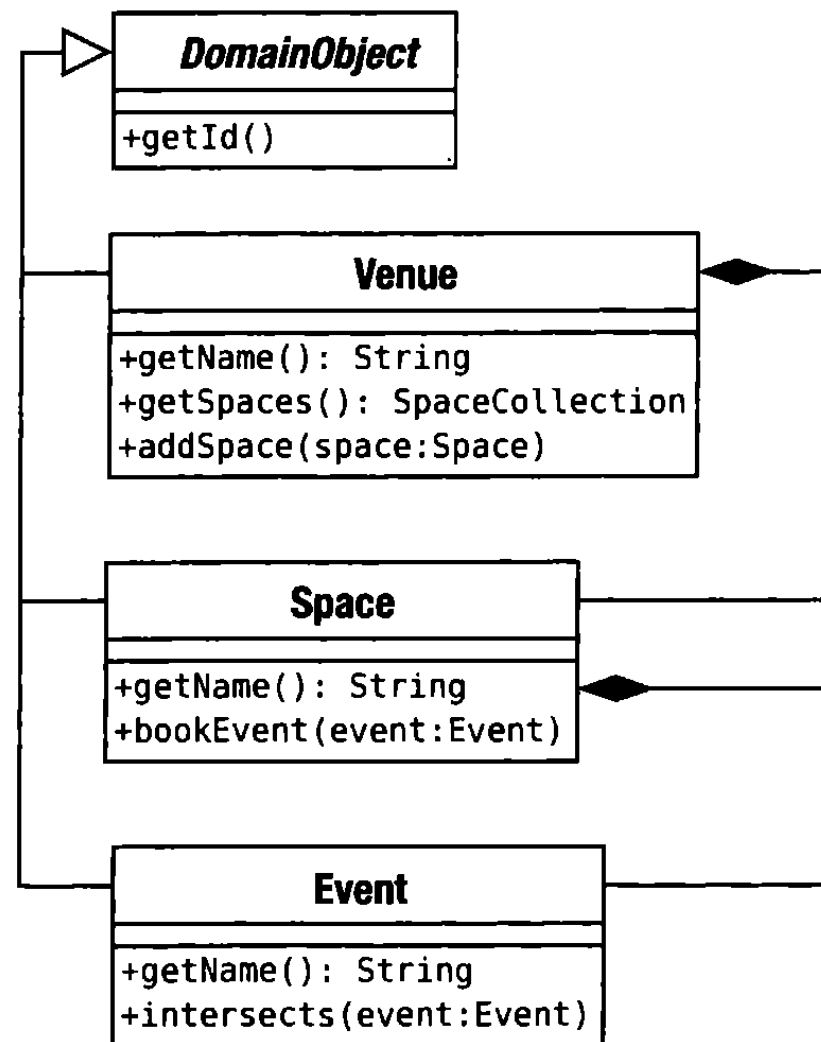 DomainObject
+getId()
Venue
+getName(): String
+getSpaces(): SpaceCollection
+addSpace(space:Space)
Space
+getName(): String
+bookEvent(event:Event)
Event
+getName(): String
+intersects(event:Event)